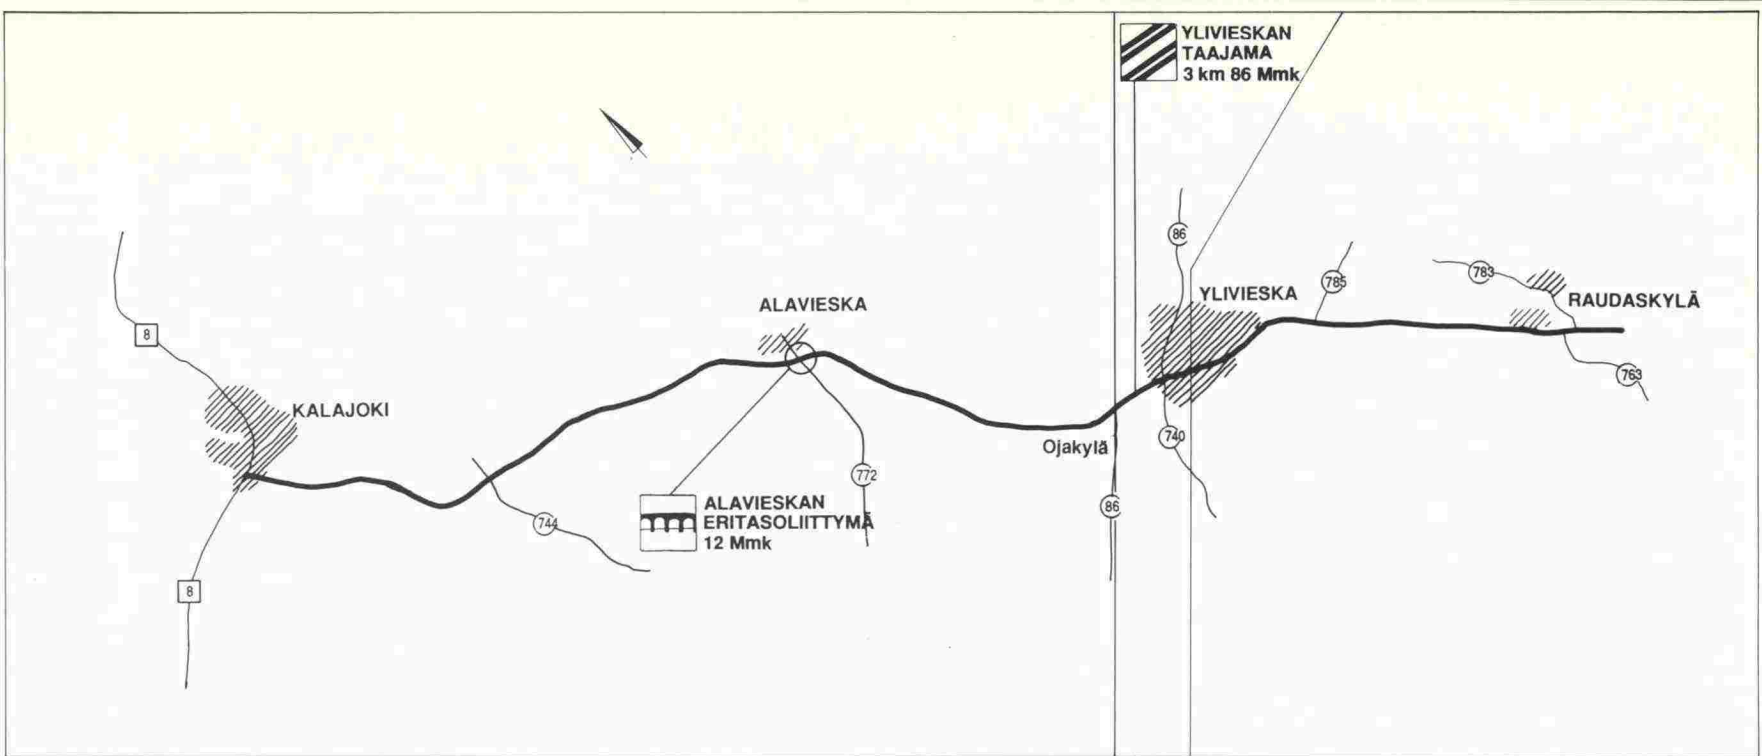 YLIVIESKAN
TAAJAMA
3 km 86 Mmk
86
785
783
YLIVIESKA
RAUDASKYLÄ
ALAVIESKA
8
763
KALAJOKI
740
Ojakylä
772
ALAVIESKAN
ERITASOLIITTYMÄ
12 Mmk
86
744
8